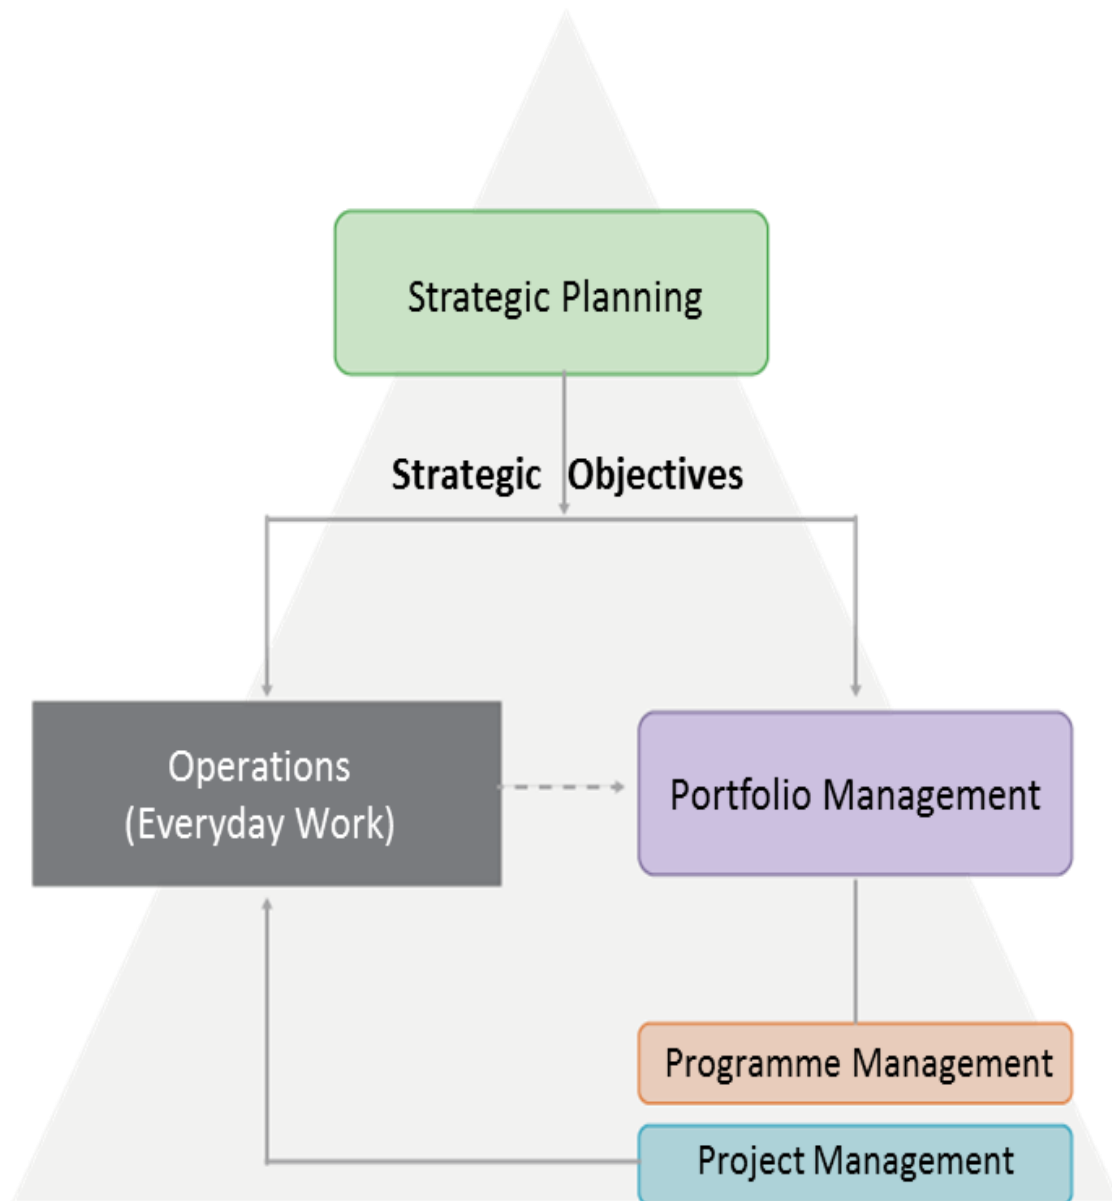 Strategic Planning
Strategic Objectives
Operations
(Everyday Work)
Portfolio Management
Programme Management
Project Management